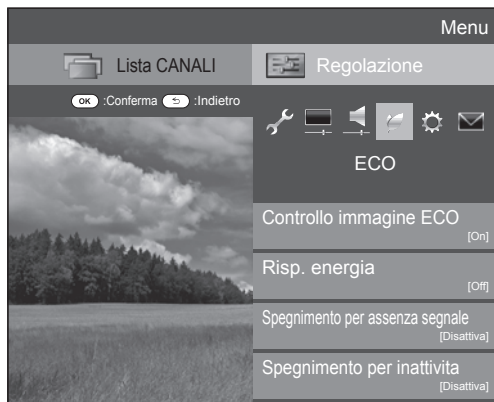 Menu
Lista CANALI
Regolazione
OK :Conferma :Indietro
ECO
Controllo immagine ECO
[On]
Risp. energia
[Off]
Spegnimento per assenza segnale
[Disattiva]
Spegnimento per inattivita
[Disattiva]